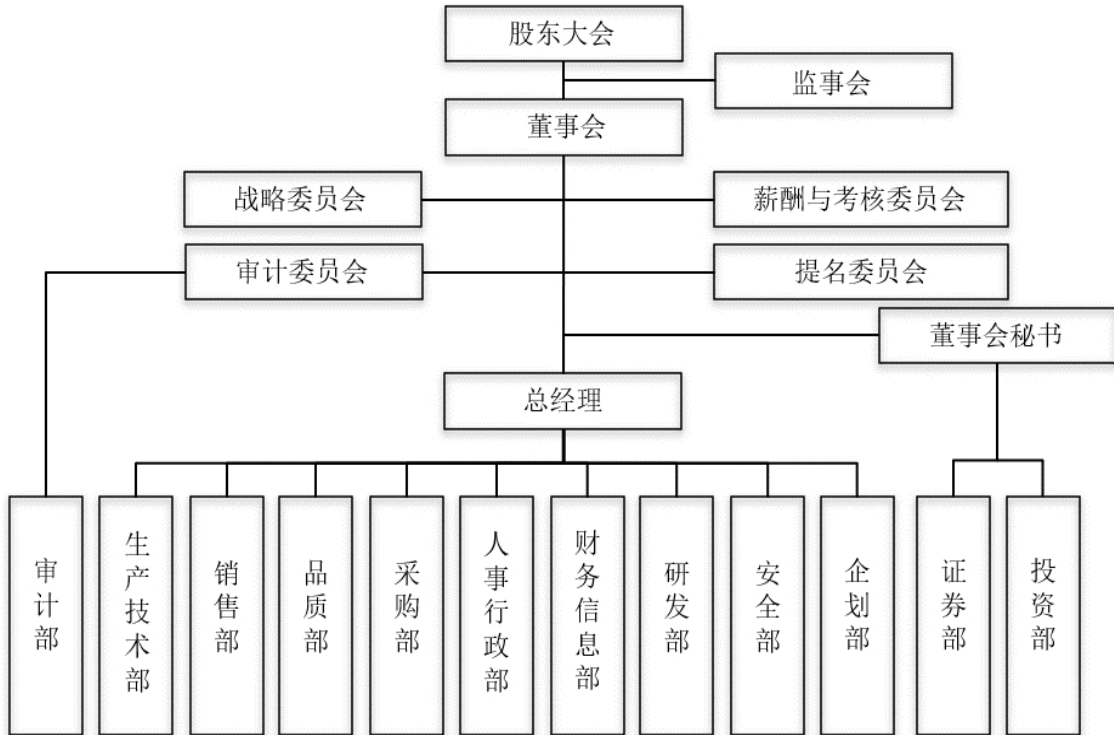 股东大会
监事会
董事会
战略委员会
薪酬与考核委员会
审计委员会
提名委员会
董事会秘书
总经理
审计部
生产技术部
销售部
品质部
采购部
人事行政部
财务信息部
研发部
安全部
企划部
证券部
投资部